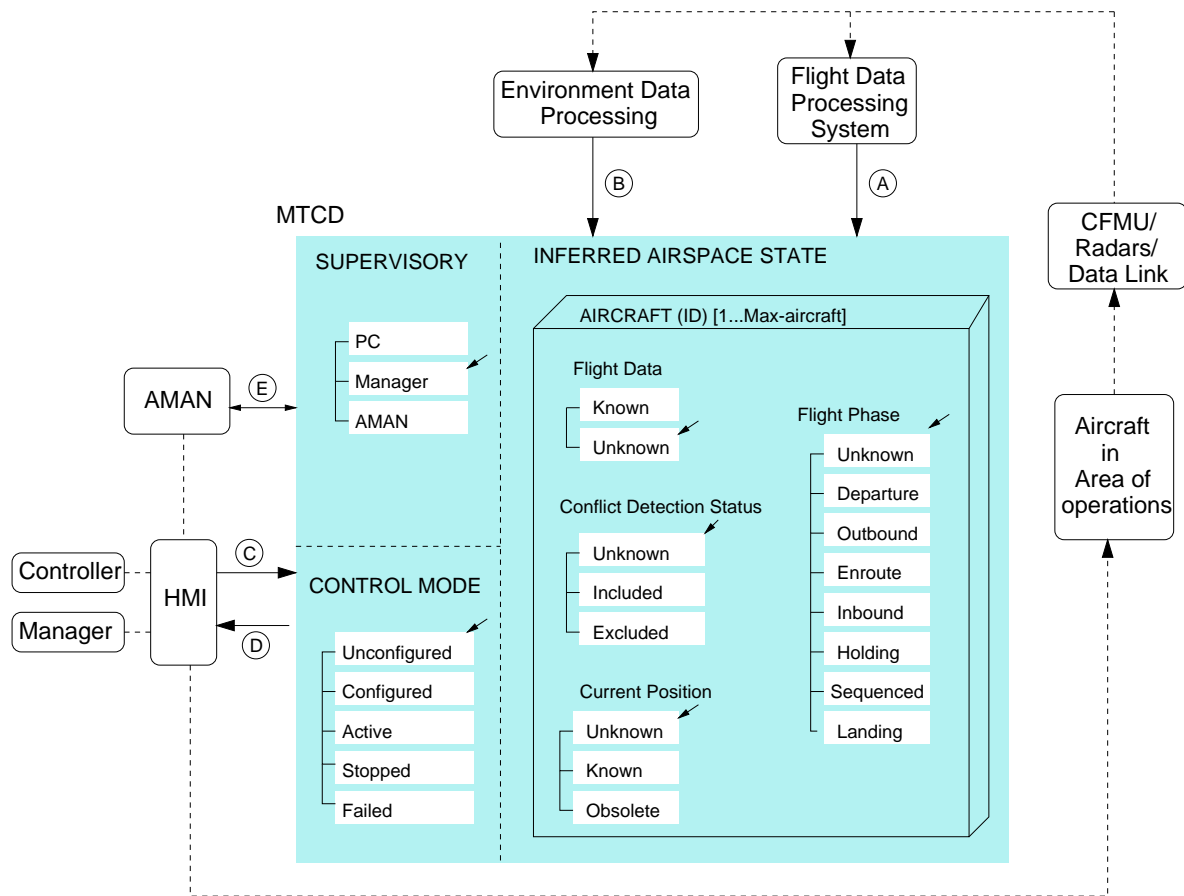 Environment Data
Processing
Flight Data
Processing
System
B
A
CFMU/
Radars/
Data Link
MTCD
SUPERVISORY
PC
Manager
AMAN
INFERRED AIRSPACE STATE
AIRCRAFT (ID) [1...Max-aircraft]
Flight Data
Known
Unknown
Conflict Detection Status
Unknown
Included
Excluded
Current Position
Unknown
Known
Obsolete
Flight Phase
Unknown
Departure
Outbound
Enroute
Inbound
Holding
Sequenced
Landing
AMAN
E
Aircraft
in
Area of
operations
Controller
Manager
HMI
C
D
CONTROL MODE
Unconfigured
Configured
Active
Stopped
Failed